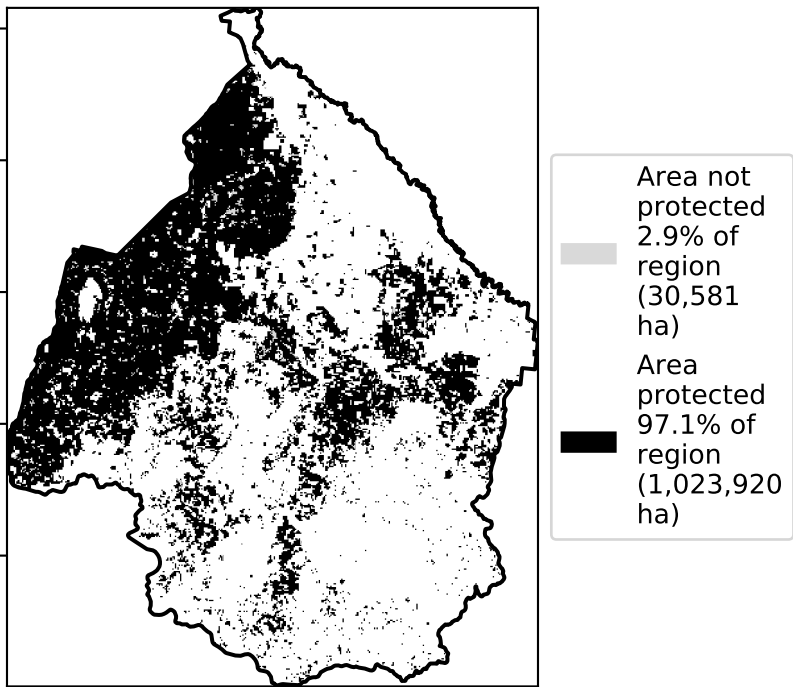 Area not
protected
2.9% of
region
(30,581
ha)
Area
protected
97.1% of
region
(1,023,920
ha)